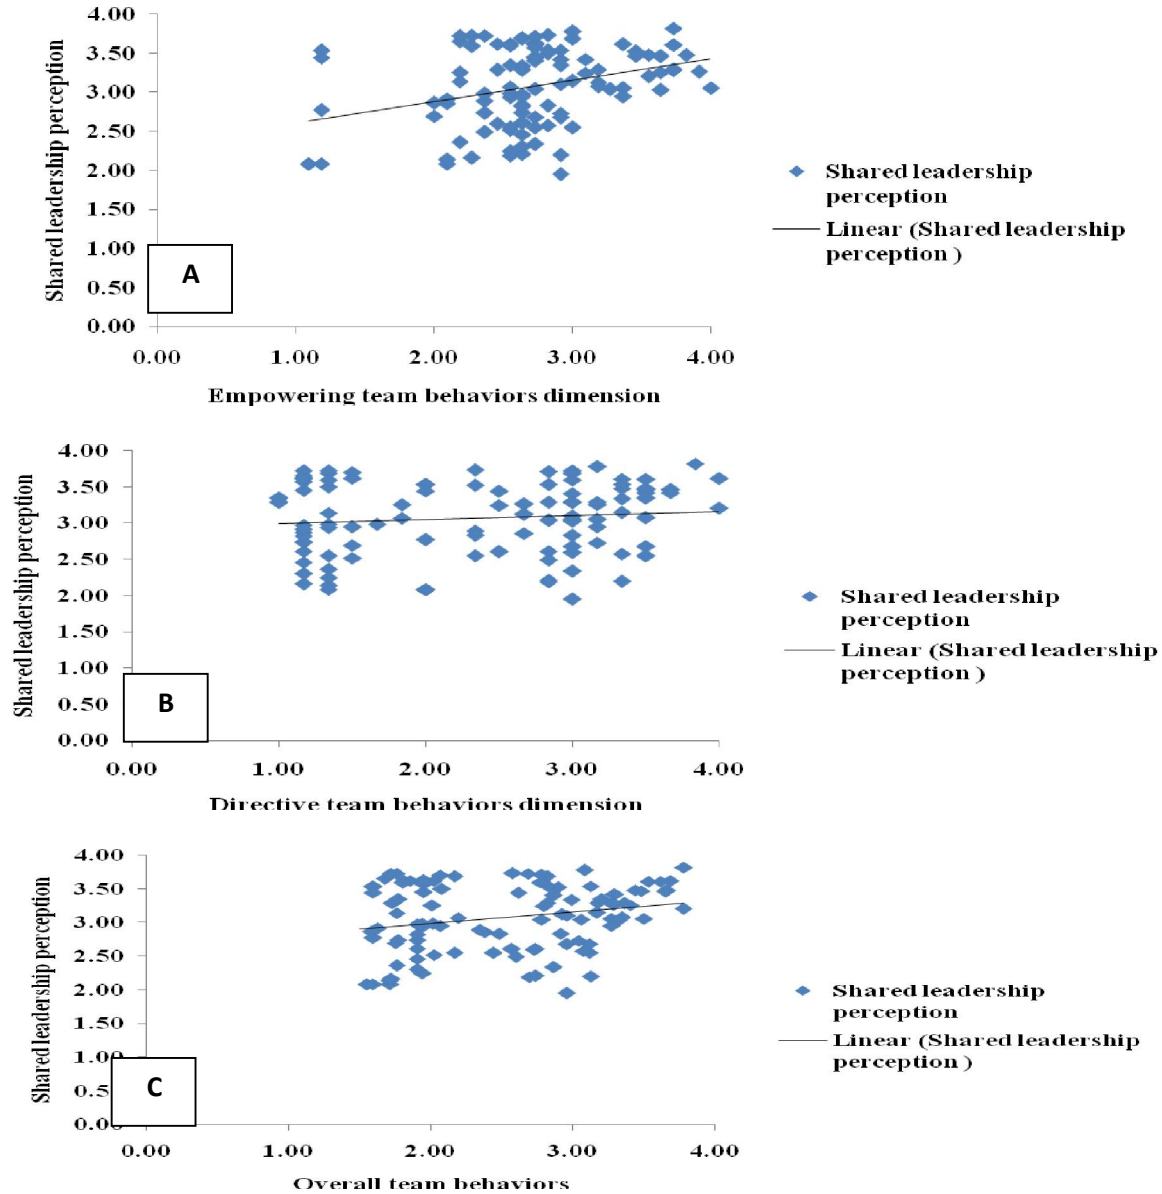 4.00
3.50
3.00
2.50
2.00
1.50
1.00
0.50
0.00
Shared leadership perception
A
0.00 1.00 2.00 3.00 4.00
Empowering team behaviors dimension
Shared leadership
perception
Linear (Shared leadership
perception )
4.00
3.50
3.00
2.50
2.00
1.50
1.00
0.50
0.00
Shared leadership perception
B
0.00 1.00 2.00 3.00 4.00
Directive team behaviors dimension
Shared leadership
perception
Linear (Shared leadership
perception )
4.00
3.50
3.00
2.50
2.00
1.50
1.00
0.5
0.0
Shared leadership perception
C
0.00 1.00 2.00 3.00 4.00
Overall team behaviors
Shared leadership
perception
Linear (Shared leadership
perception )